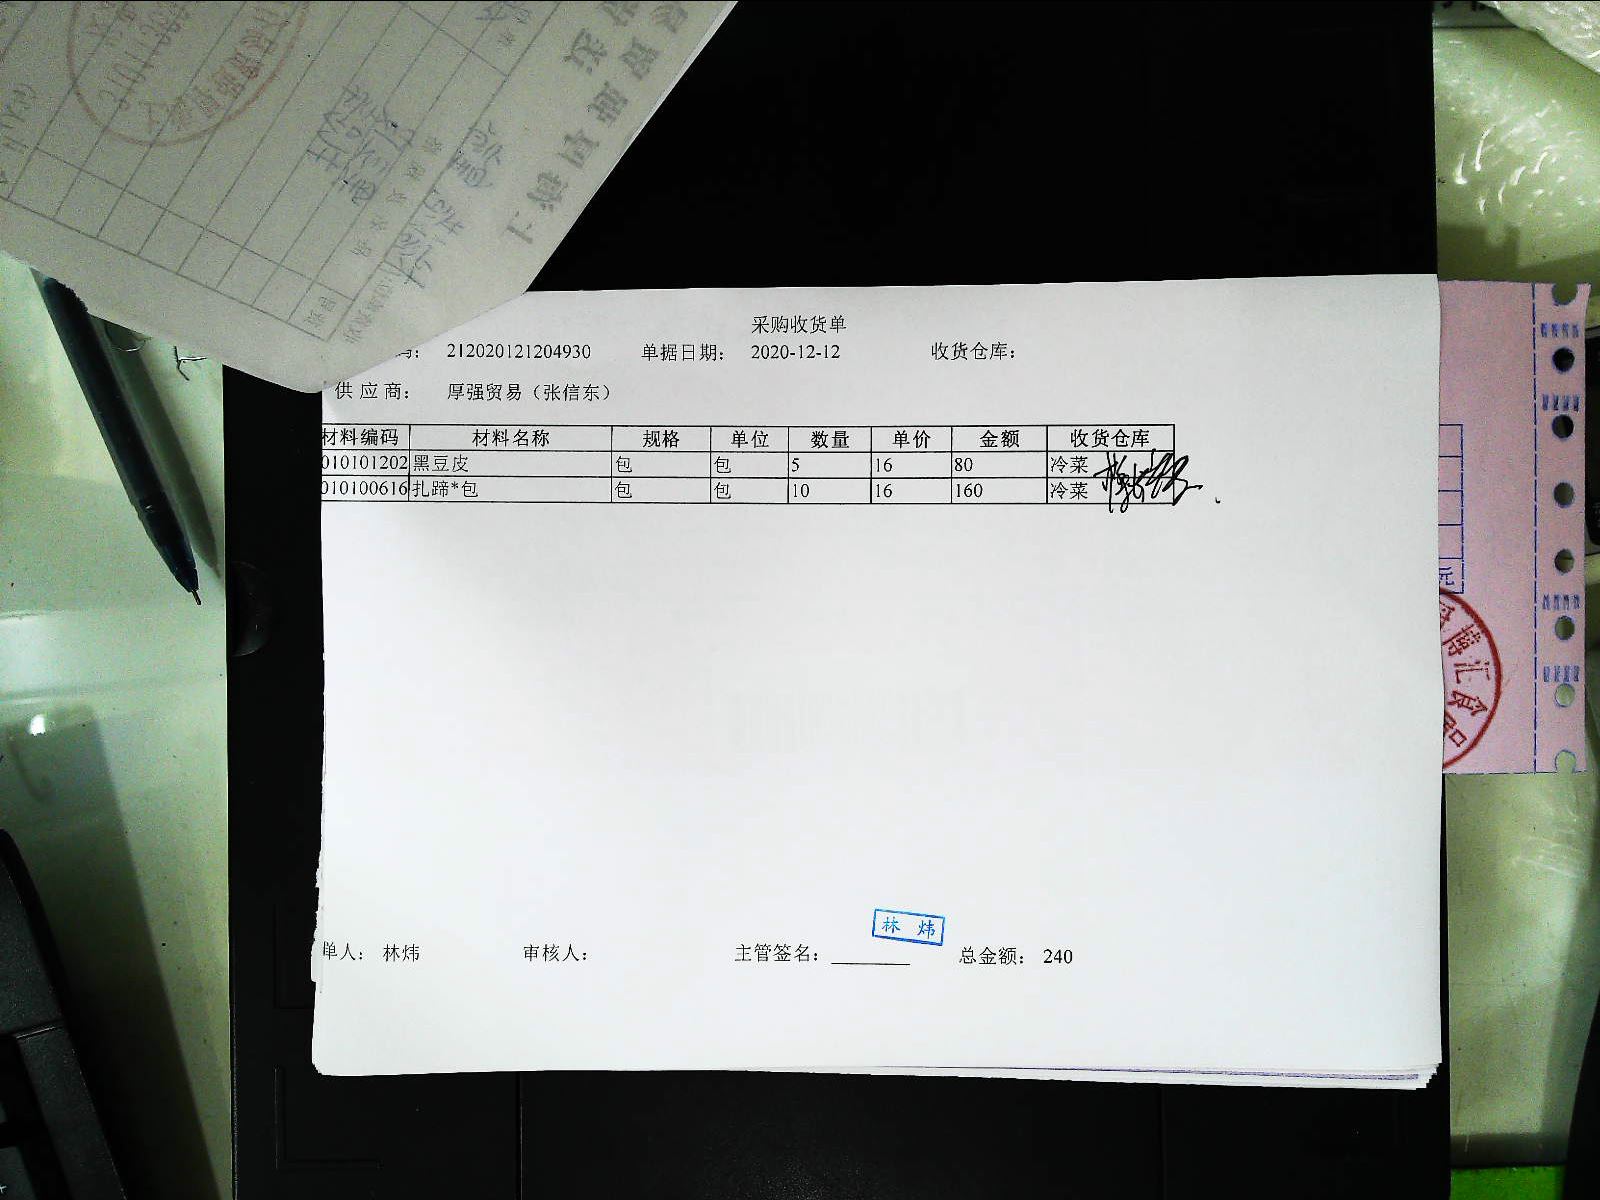 采购收货单
码： 212020121204930 单据日期： 2020-12-12 收货仓库：
供应商： 厚强贸易（张信东）
材料编码 材料名称 规格 单位 数量 单价 金额 收货仓库
010101202 黑豆皮 包 包 5 16 80 冷菜
010100616 扎蹄*包 包 包 10 16 160 冷菜
元
博汇
林炜
单人： 林炜 审核人： 主管签名： 总金额： 240